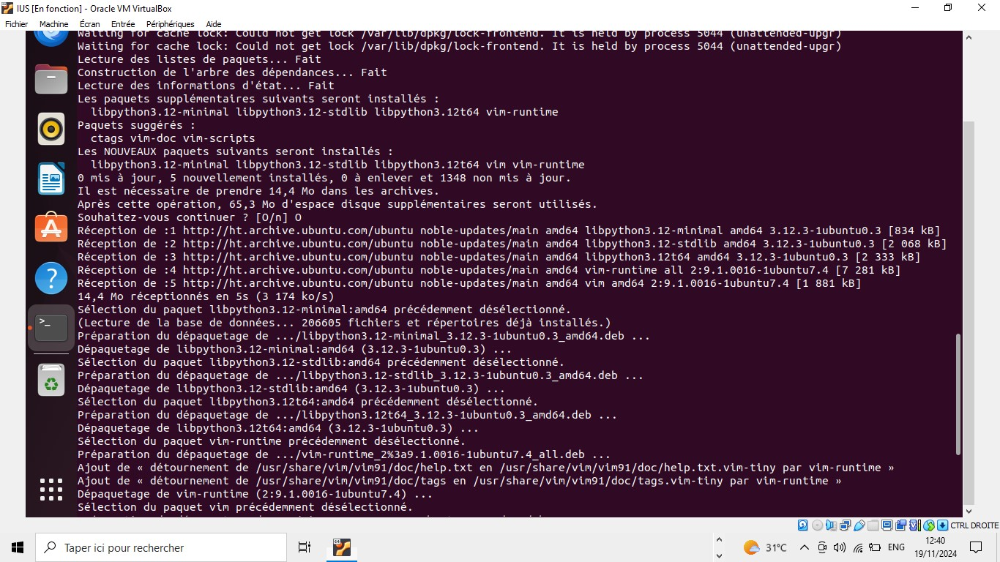 IUS [En fonction] - Oracle VM VirtualBox
Fichier Machine Écran Entrée Périphériques Aide
Waiting for cache lock: Could not get lock /var/lib/dpkg/lock-frontend. It is held by process 5044 (unattended-upgr)
Waiting for cache lock: Could not get lock /var/lib/dpkg/lock-frontend. It is held by process 5044 (unattended-upgr)
Lecture des listes de paquets... Fait
Construction de l'arbre des dépendances... Fait
Lecture des informations d'état... Fait
Les paquets supplémentaires suivants seront installés :
libpython3.12-minimal libpython3.12-stdlib libpython3.12t64 vim-runtime
Paquets suggérés :
ctags vim-doc vim-scripts
Les NOUVEAUX paquets suivants seront installés :
libpython3.12-minimal libpython3.12-stdlib libpython3.12t64 vim vim-runtime
0 mis à jour, 5 nouvellement installés, 0 à enlever et 1348 non mis à jour.
Il est nécessaire de prendre 14,4 Mo dans les archives.
Après cette opération, 65,3 Mo d'espace disque supplémentaires seront utilisés.
Souhaitez-vous continuer ? [O/n] O
Réception de :1 http://ht.archive.ubuntu.com/ubuntu noble-updates/main amd64 libpython3.12-minimal amd64 3.12.3-1ubuntu0.3 [834 kB]
Réception de :2 http://ht.archive.ubuntu.com/ubuntu noble-updates/main amd64 libpython3.12-stdlib amd64 3.12.3-1ubuntu0.3 [2 068 kB]
Réception de :3 http://ht.archive.ubuntu.com/ubuntu noble-updates/main amd64 libpython3.12t64 amd64 3.12.3-1ubuntu0.3 [2 333 kB]
Réception de :4 http://ht.archive.ubuntu.com/ubuntu noble-updates/main amd64 vim-runtime all 2:9.1.0016-1ubuntu7.4 [7 281 kB]
Réception de :5 http://ht.archive.ubuntu.com/ubuntu noble-updates/main amd64 vim amd64 2:9.1.0016-1ubuntu7.4 [1 881 kB]
14,4 Mo réceptionnés en 5s (3 174 ko/s)
Sélection du paquet libpython3.12-minimal:amd64 précédemment désélectionné.
(Lecture de la base de données... 206605 fichiers et répertoires déjà installés.)
Préparation du dépaquetage de .../libpython3.12-minimal_3.12.3-1ubuntu0.3_amd64.deb ...
Dépaquetage de libpython3.12-minimal:amd64 (3.12.3-1ubuntu0.3) ...
Sélection du paquet libpython3.12-stdlib:amd64 précédemment désélectionné.
Préparation du dépaquetage de .../libpython3.12-stdlib_3.12.3-1ubuntu0.3_amd64.deb ...
Dépaquetage de libpython3.12-stdlib:amd64 (3.12.3-1ubuntu0.3) ...
Sélection du paquet libpython3.12t64:amd64 précédemment désélectionné.
Préparation du dépaquetage de .../libpython3.12t64_3.12.3-1ubuntu0.3_amd64.deb ...
Dépaquetage de libpython3.12t64:amd64 (3.12.3-1ubuntu0.3) ...
Sélection du paquet vim-runtime précédemment désélectionné.
Préparation du dépaquetage de .../vim-runtime_2%3a9.1.0016-1ubuntu7.4_all.deb ...
Ajout de « détournement de /usr/share/vim/vim91/doc/help.txt en /usr/share/vim/vim91/doc/help.txt.vim-tiny par vim-runtime »
Ajout de « détournement de /usr/share/vim/vim91/doc/tags en /usr/share/vim/vim91/doc/tags.vim-tiny par vim-runtime »
Dépaquetage de vim-runtime (2:9.1.0016-1ubuntu7.4) ...
Sélection du paquet vim précédemment désélectionné.
CTRL DROITE
Taper ici pour rechercher
31°C
ENG
12:40
19/11/2024